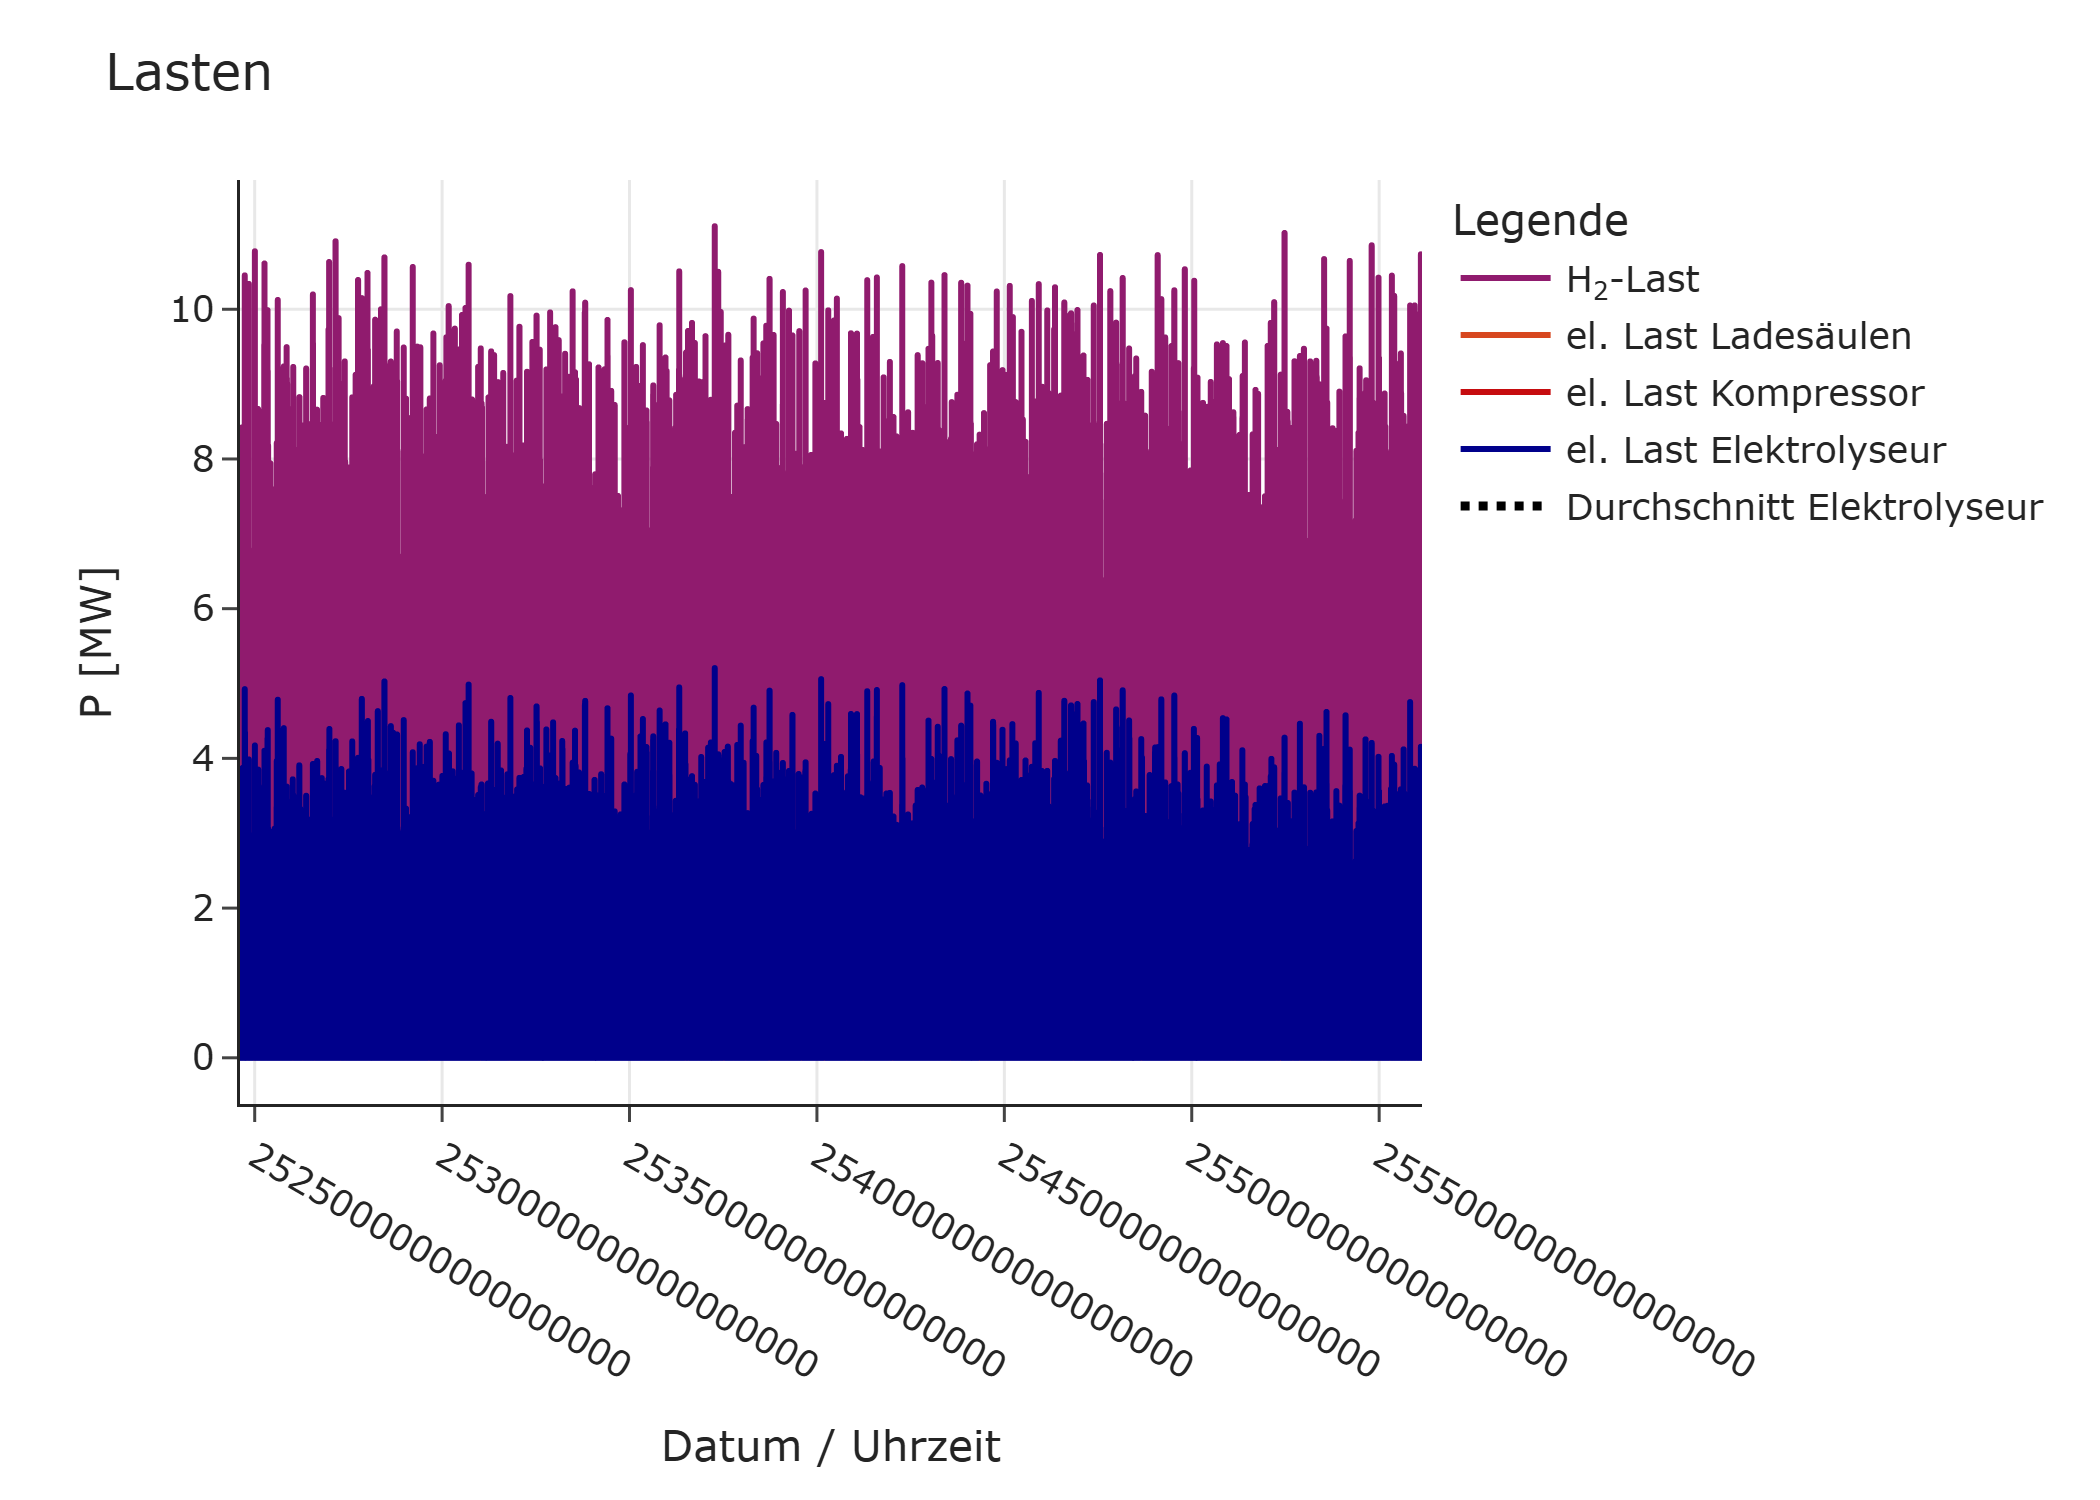 Lasten
Legende
H₂-Last
el. Last Ladesäulen
el. Last Kompressor
el. Last Elektrolyseur
Durchschnitt Elektrolyseur
P [MW]
10
8
6
4
2
0
2525000000000000000
2530000000000000000
2535000000000000000
2540000000000000000
2545000000000000000
2550000000000000000
2555000000000000000
Datum / Uhrzeit